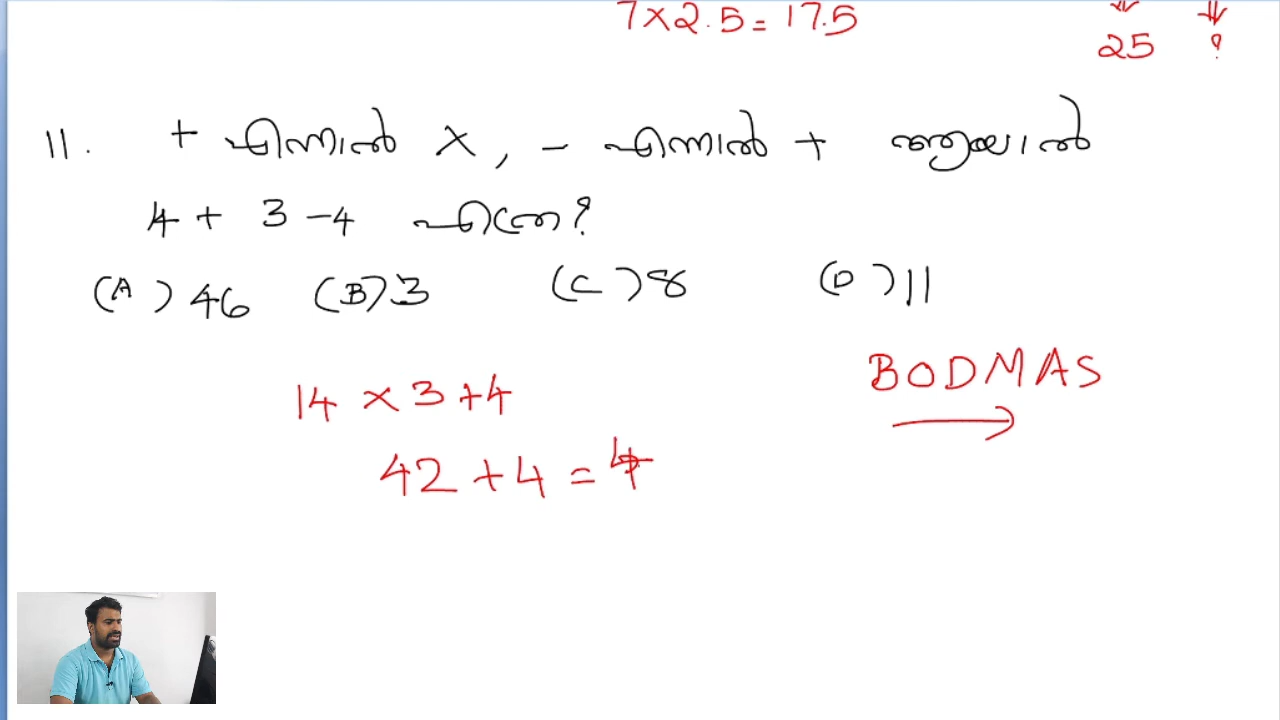 7 x 2.5 = 17.5
25 ?
11. + എന്നാൽ x, - എന്നാൽ + ആയാൽ
4 + 3 - 4 എത്ര?
(A) 46 (B) 3 (C) 8 (D) 11
BODMAS
14 x 3 + 4
42 + 4 = 4